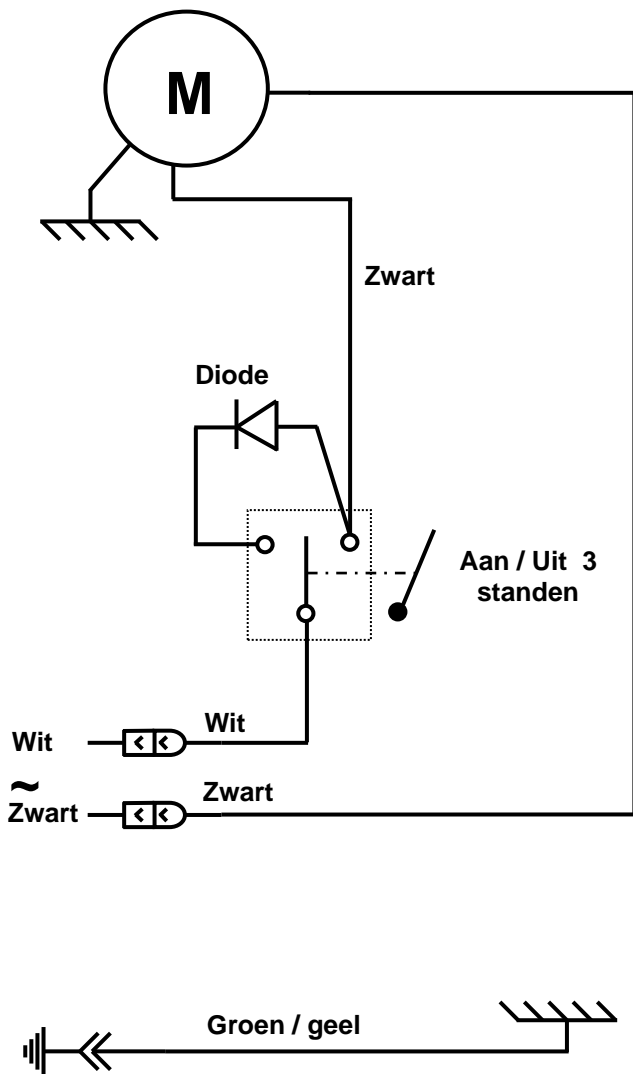 M
Zwart
Diode
Aan / Uit 3
standen
Wit
Wit
~
Zwart
Zwart
Groen / geel